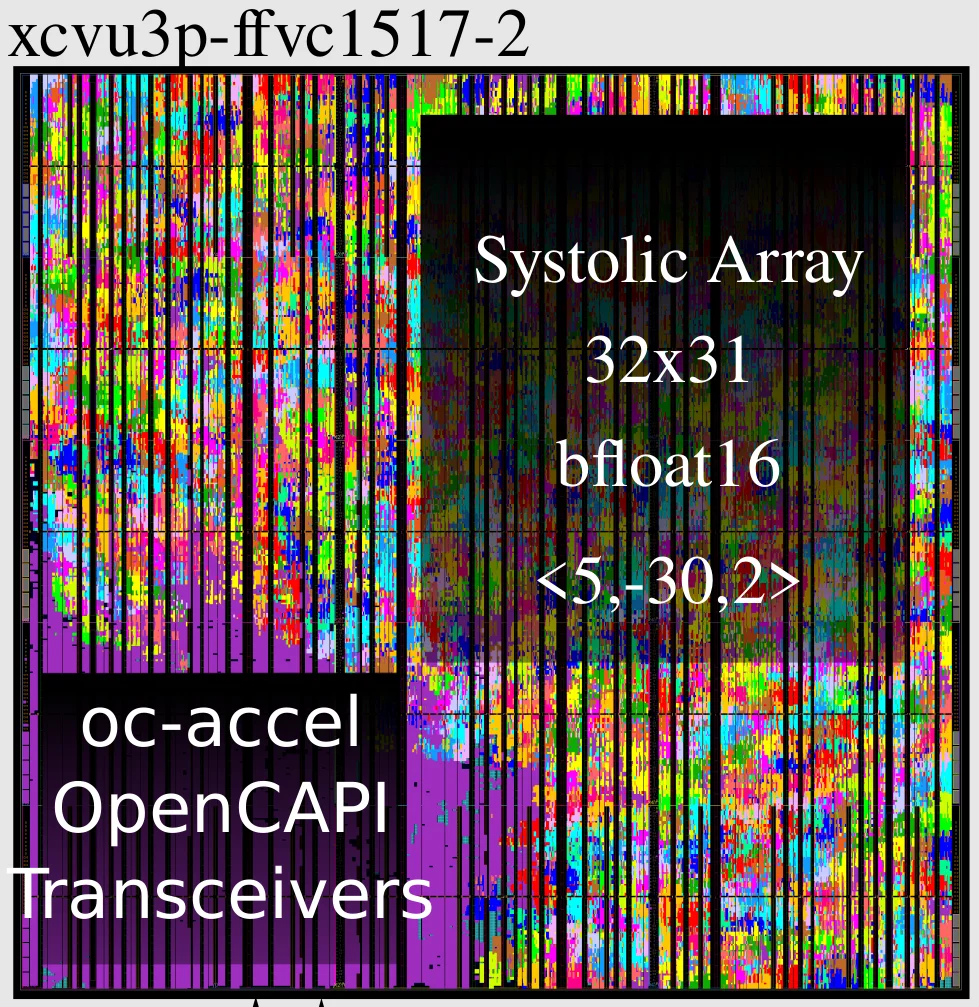 xcvu3p-ffvc1517-2
Systolic Array
32x31
bfloat16
<5,-30,2>
oc-accel
OpenCAPI
Transceivers